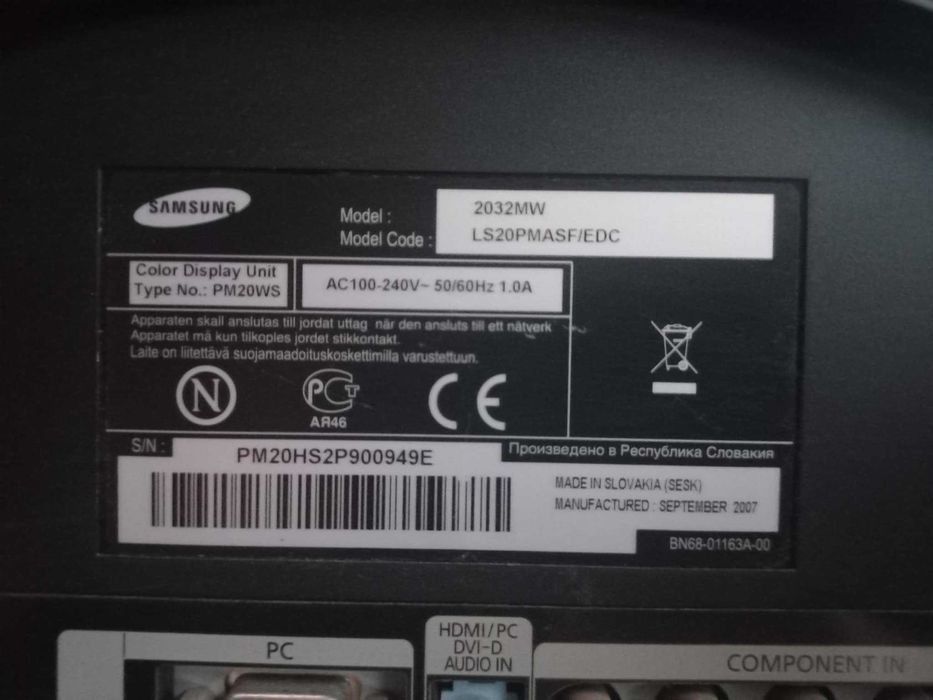 SAMSUNG
Model : 2032MW
Model Code : LS20PMASF/EDC
Color Display Unit
Type No.: PM20WS
AC100-240V~ 50/60Hz 1.0A
Apparaten skall anslutas till jordat uttag när den ansluts till ett nätverk
Apparatet må kun tilkoples jordet stikkontakt.
Laite on liitettävä suojamaadoituskoskettimilla varustettuun.
N
РСТ
АЯ46
CE
S/N : PM20HS2P900949E
Произведено в Республика Словакия
MADE IN SLOVAKIA (SESK)
MANUFACTURED : SEPTEMBER 2007
BN68-01163A-00
PC
HDMI/PC
DVI-D
AUDIO IN
COMPONENT IN